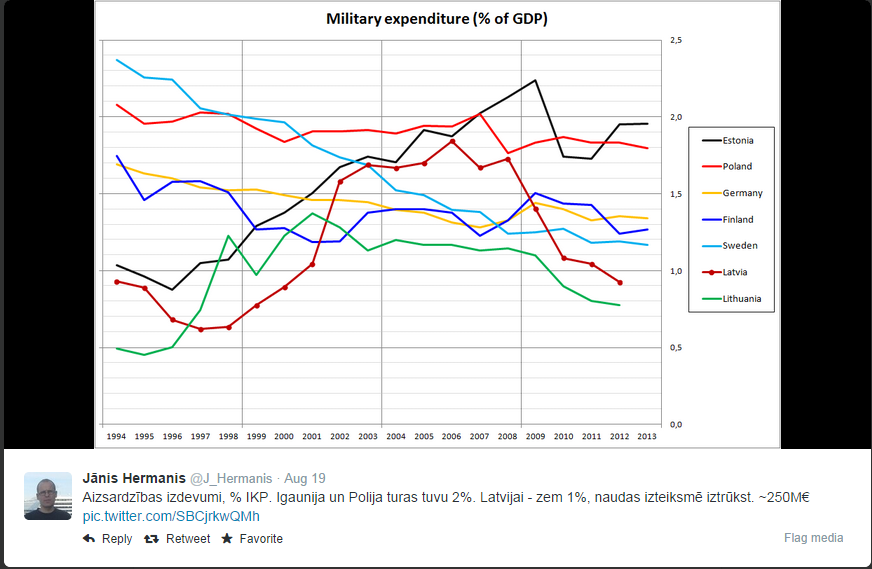 Military expenditure (% of GDP)
2,5
2,0
1,5
1,0
0,5
0,0
1994 1995 1996 1997 1998 1999 2000 2001 2002 2003 2004 2005 2006 2007 2008 2009 2010 2011 2012 2013
Estonia
Poland
Germany
Finland
Sweden
Latvia
Lithuania
Jānis Hermanis @J_Hermanis · Aug 19
Aizsardzības izdevumi, % IKP. Igaunija un Polija turas tuvu 2%. Latvijai - zem 1%, naudas izteiksmē iztrūkst. ~250M€
pic.twitter.com/SBCjrkwQMh
Reply Retweet Favorite
Flag media